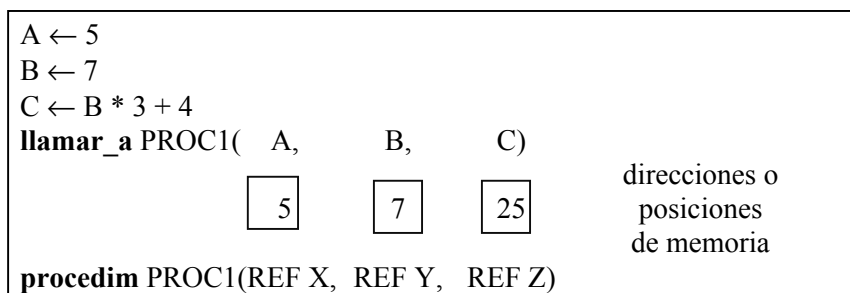 A ← 5
B ← 7
C ← B * 3 + 4
llamar_a PROC1( A, B, C)
5 7 25
direcciones o
posiciones
de memoria
procedim PROC1(REF X, REF Y, REF Z)